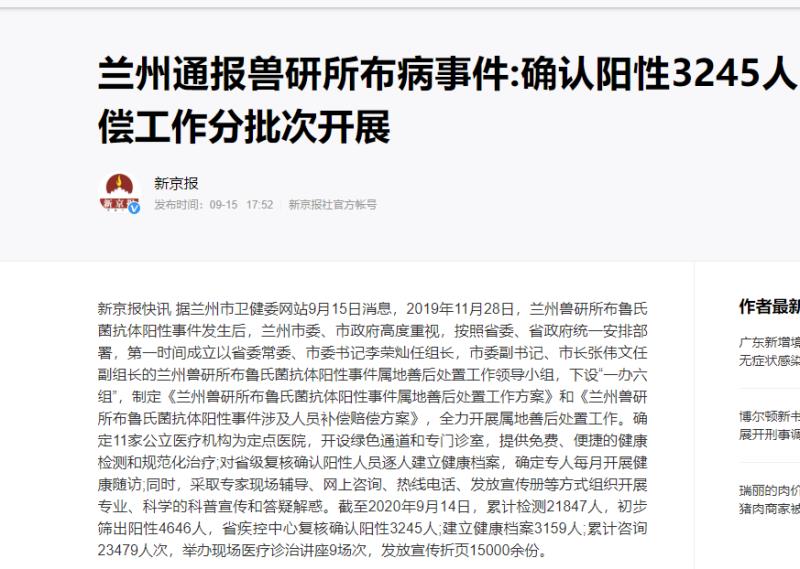 兰州通报兽研所布病事件:确认阳性3245人
偿工作分批次开展
新京报
发布时间：09-15 17:52 新京报社官方帐号
新京报快讯 据兰州市卫健委网站9月15日消息，2019年11月28日，兰州兽研所布鲁氏
菌抗体阳性事件发生后，兰州市委、市政府高度重视，按照省委、省政府统一安排部
署，第一时间成立以省委常委、市委书记李荣灿任组长，市委副书记、市长张伟文任
副组长的兰州兽研所布鲁氏菌抗体阳性事件属地善后处置工作领导小组，下设“一办六
组”，制定《兰州兽研所布鲁氏菌抗体阳性事件属地善后处置工作方案》和《兰州兽研
所布鲁氏菌抗体阳性事件涉及人员补偿赔偿方案》，全力开展属地善后处置工作。确
定11家公立医疗机构为定点医院，开设绿色通道和专门诊室，提供免费、便捷的健康
检测和规范化治疗;对省级复核确认阳性人员逐人建立健康档案，确定专人每月开展健
康随访;同时，采取专家现场辅导、网上咨询、热线电话、发放宣传册等方式组织开展
专业、科学的科普宣传和答疑解惑。截至2020年9月14日，累计检测21847人，初步
筛出阳性4646人，省疾控中心复核确认阳性3245人;建立健康档案3159人;累计咨询
23479人次，举办现场医疗诊治讲座9场次，发放宣传折页15000余份。
作者最新
广东新增境
无症状感染
博尔顿新书
展开刑事调
瑞丽的肉价
猪肉商家被